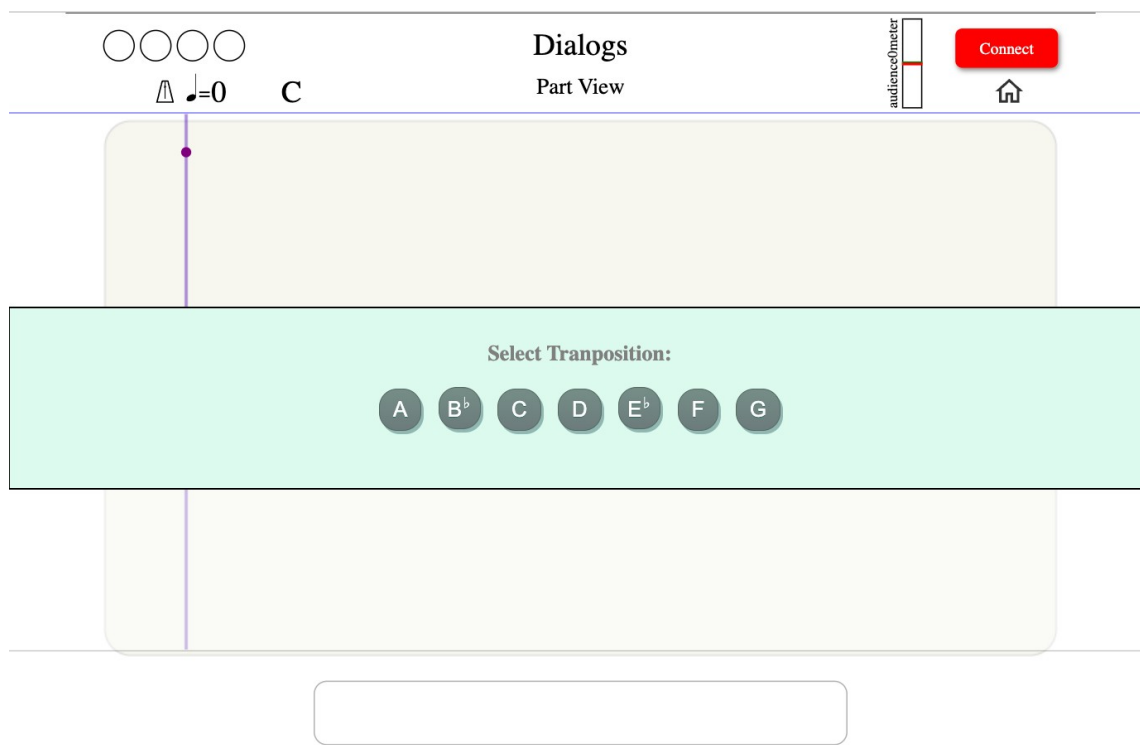 Dialogs
audience0meter
Connect
♩=0
C
Part View
Select Tranposition:
A B♭ C D E♭ F G